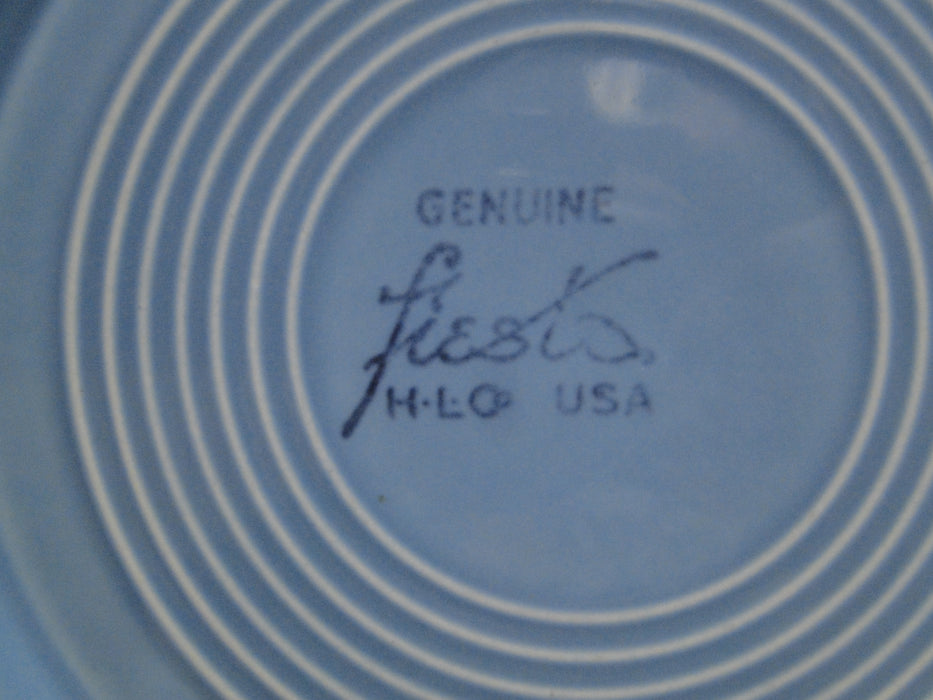 GENUINE
fiesta
H·L·Co USA